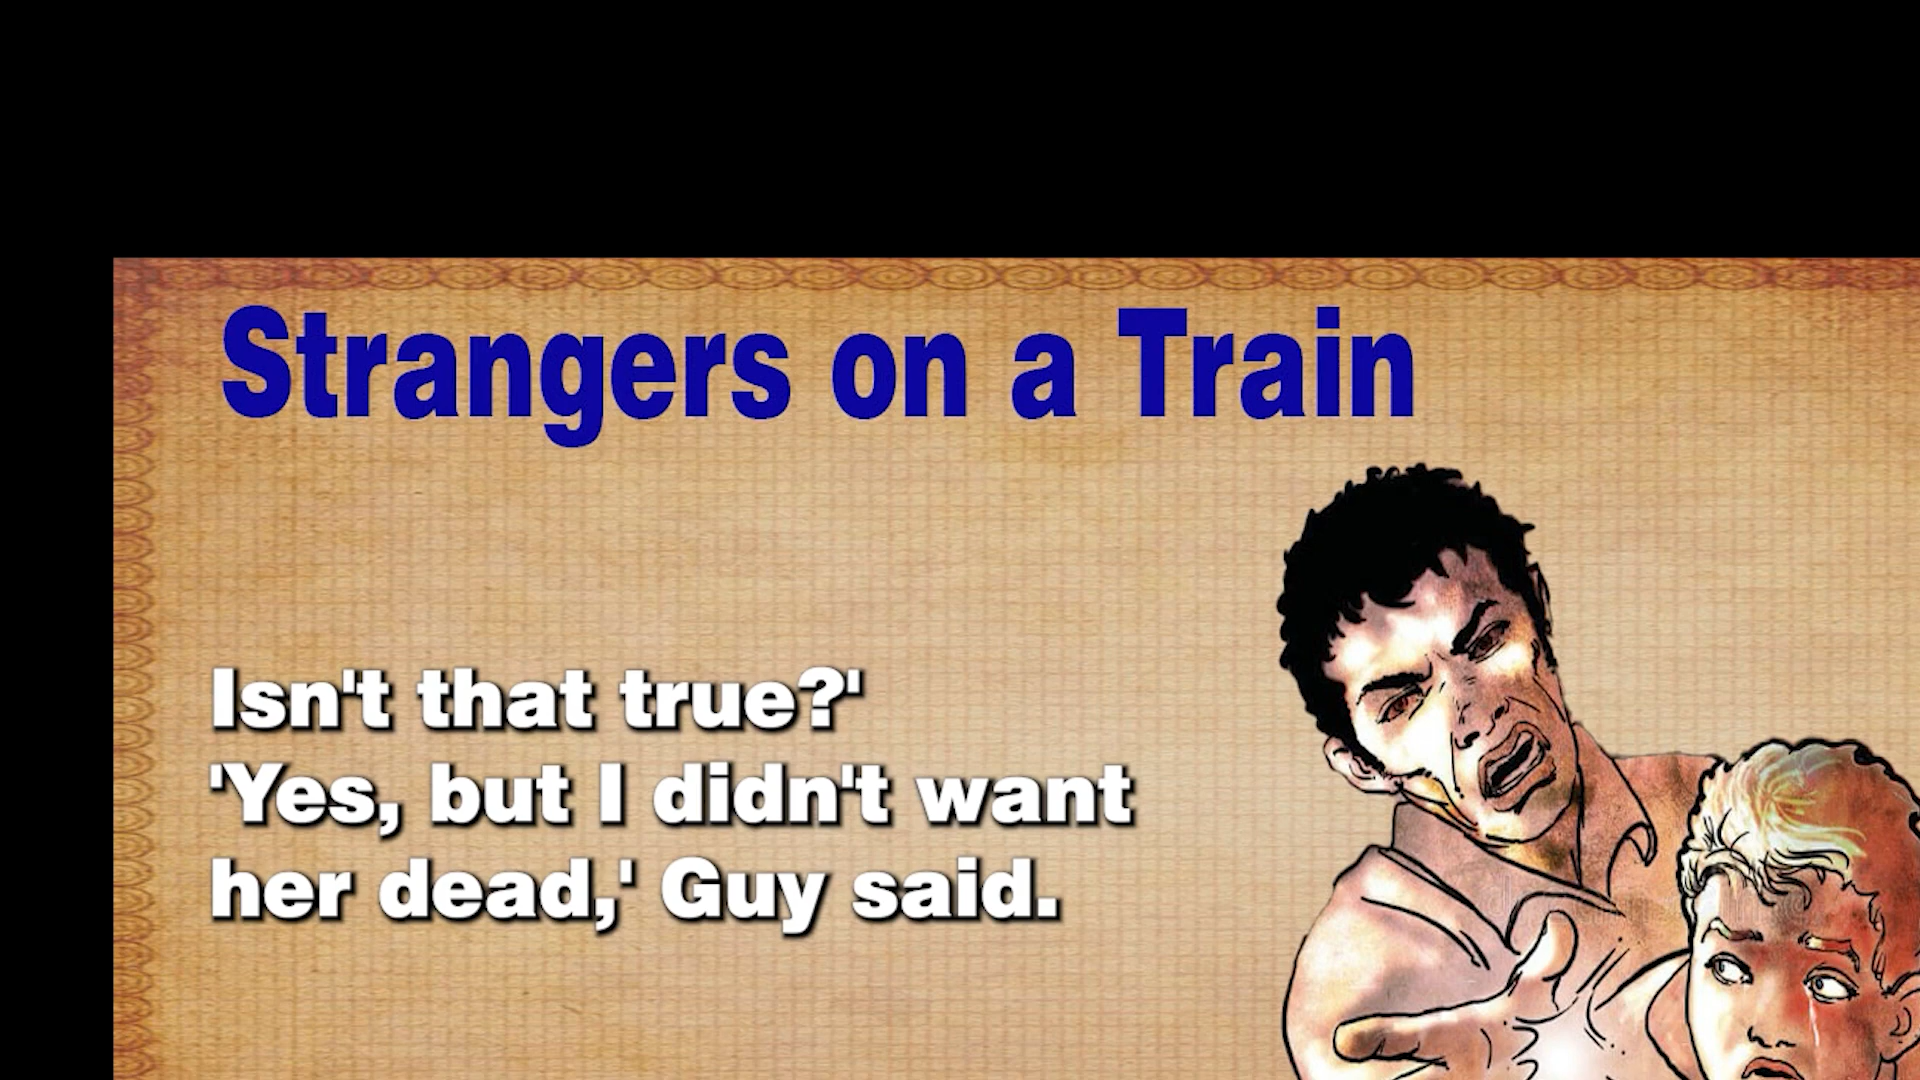 Strangers on a Train
Isn't that true?'
'Yes, but I didn't want
her dead,' Guy said.